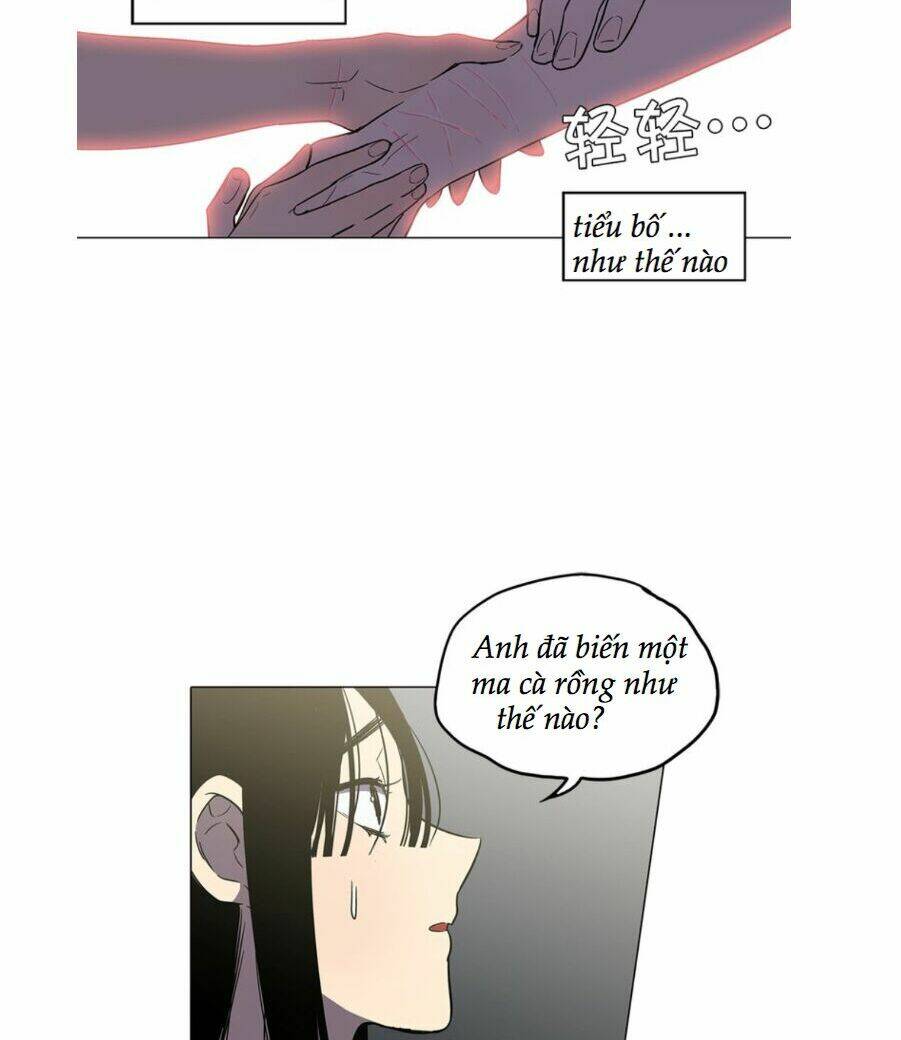 轻轻…
tiểu bố ...
như thế nào
Anh đã biến một
ma cà rồng như
thế nào?